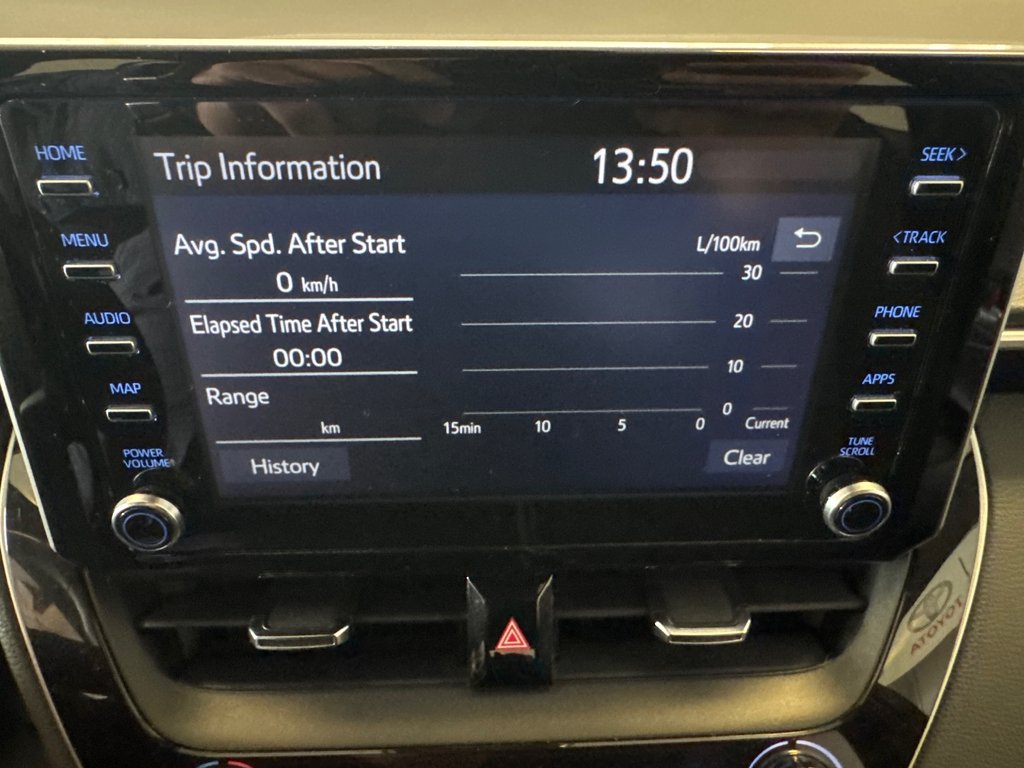 HOME
MENU
AUDIO
MAP
POWER
VOLUME
Trip Information 13:50
Avg. Spd. After Start
0 km/h
Elapsed Time After Start
00:00
Range
km
History
L/100km
30
20
10
0
15min 10 5 0 Current
Clear
SEEK>
<TRACK
PHONE
APPS
TUNE
SCROLL
TOYOTA